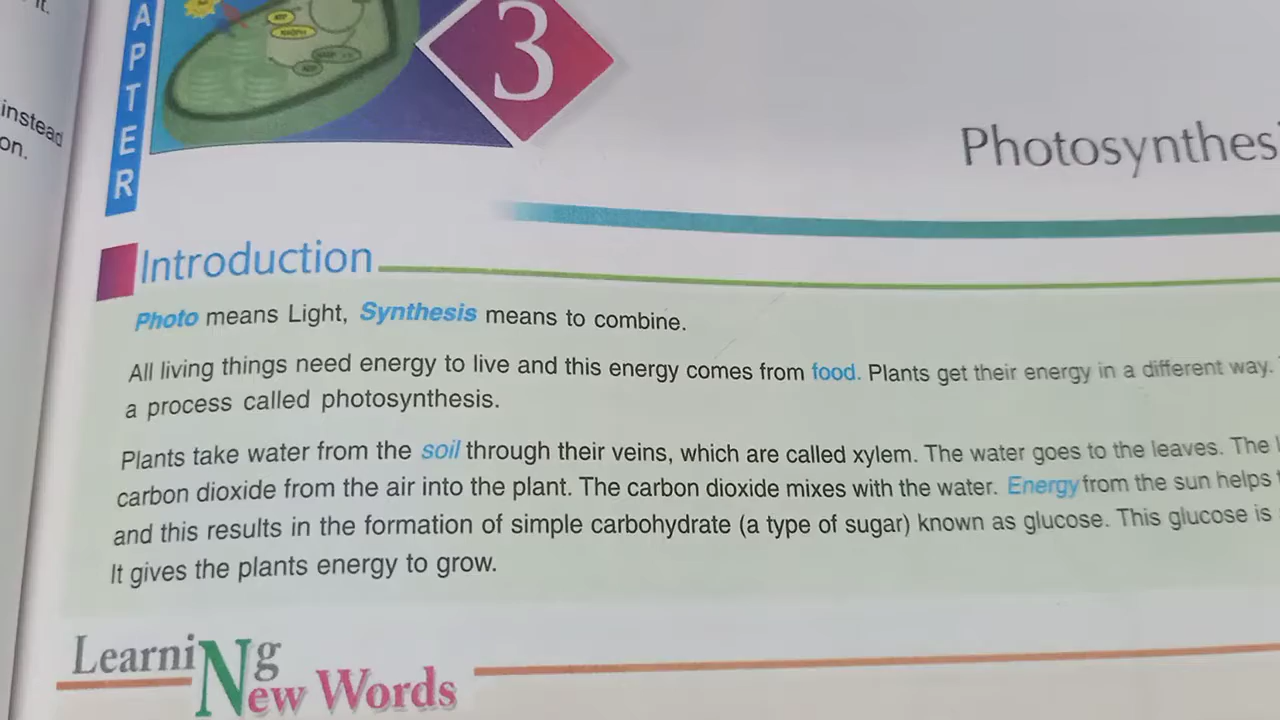 instead
on.
APTER
3
Photosynthes
Introduction
Photo means Light, Synthesis means to combine.
All living things need energy to live and this energy comes from food. Plants get their energy in a different way.
a process called photosynthesis.
Plants take water from the soil through their veins, which are called xylem. The water goes to the leaves. The
carbon dioxide from the air into the plant. The carbon dioxide mixes with the water. Energy from the sun helps
and this results in the formation of simple carbohydrate (a type of sugar) known as glucose. This glucose is
It gives the plants energy to grow.
LearniNg
New Words